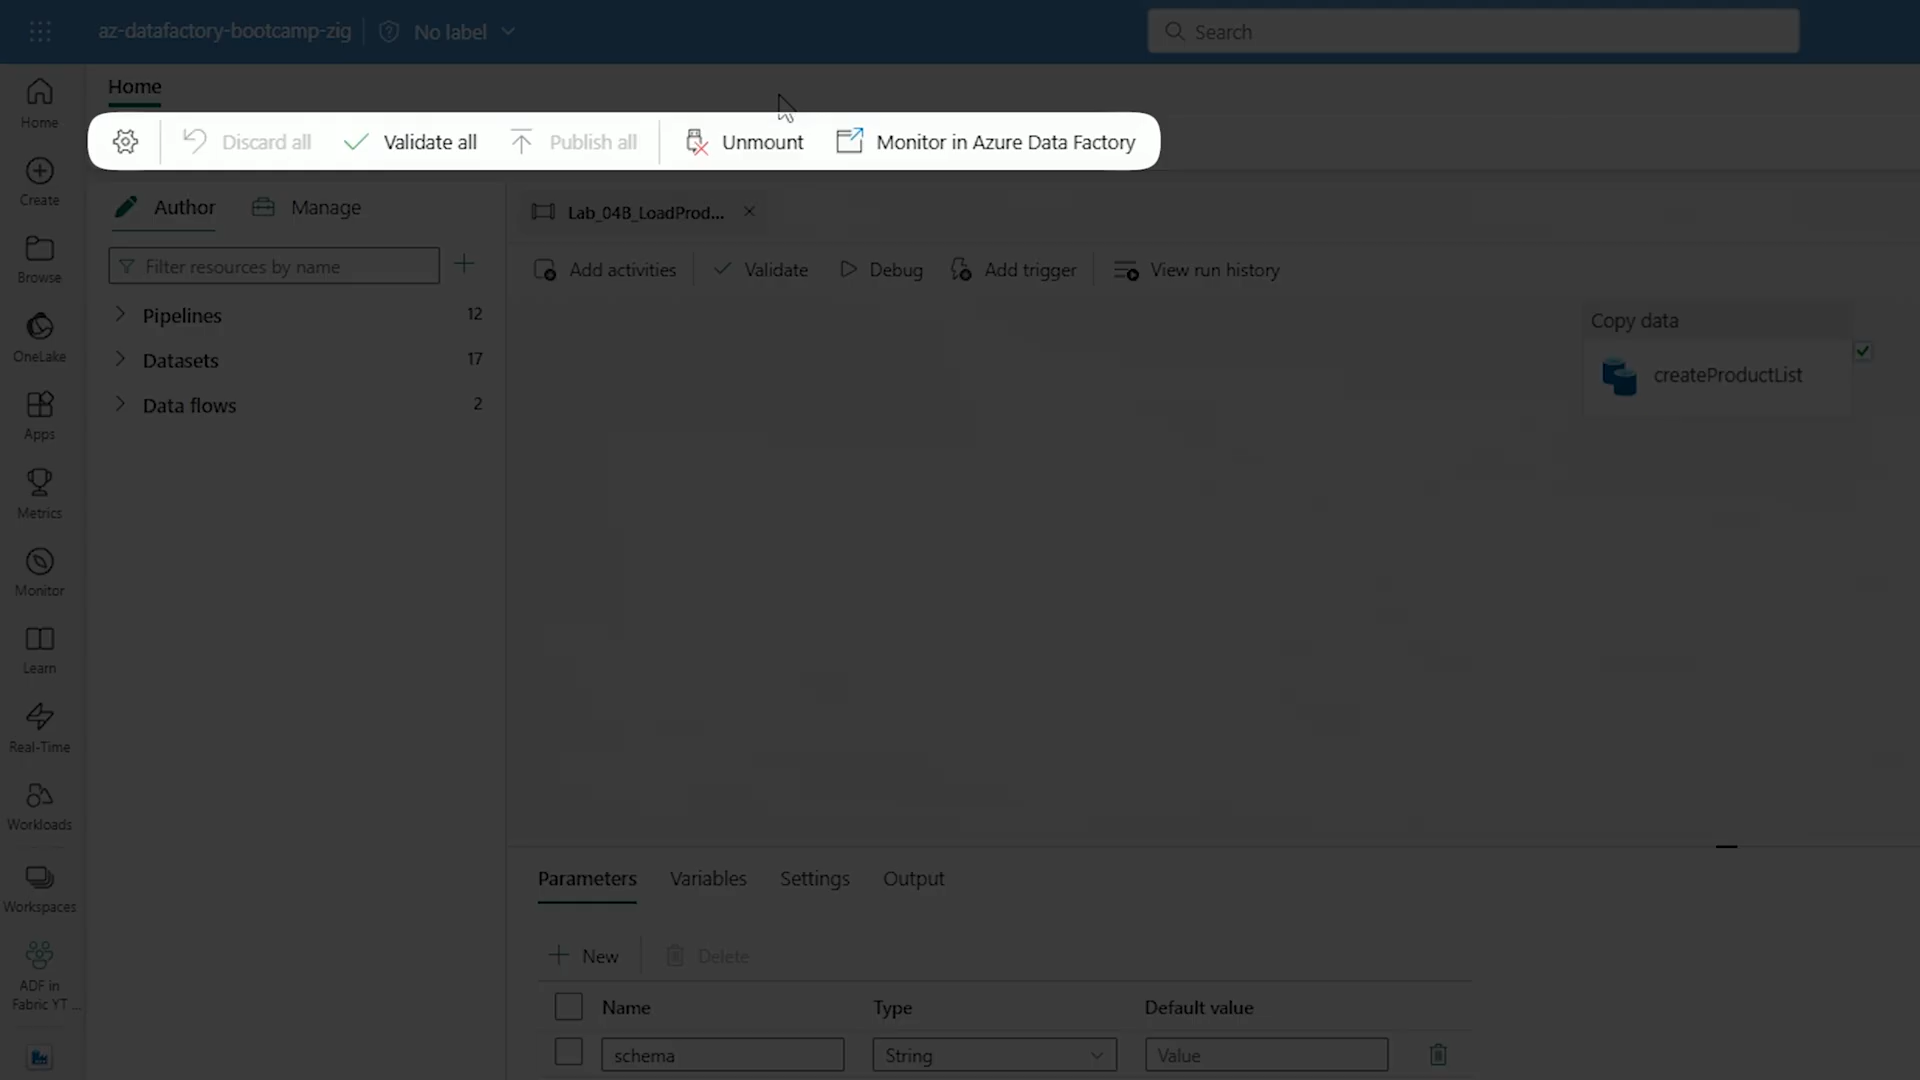 az-datafactory-bootcamp-zig No label Search
Home
Home
Discard all Validate all Publish all Unmount Monitor in Azure Data Factory
Create
Browse
OneLake
Apps
Metrics
Monitor
Learn
Real-Time
Workloads
Workspaces
ADF in
Fabric YT ...
Author Manage
Filter resources by name
Pipelines 12
Datasets 17
Data flows 2
Lab_04B_LoadProd...
Add activities Validate Debug Add trigger View run history
Copy data
createProductList
Parameters Variables Settings Output
New Delete
Name Type Default value
schema String Value